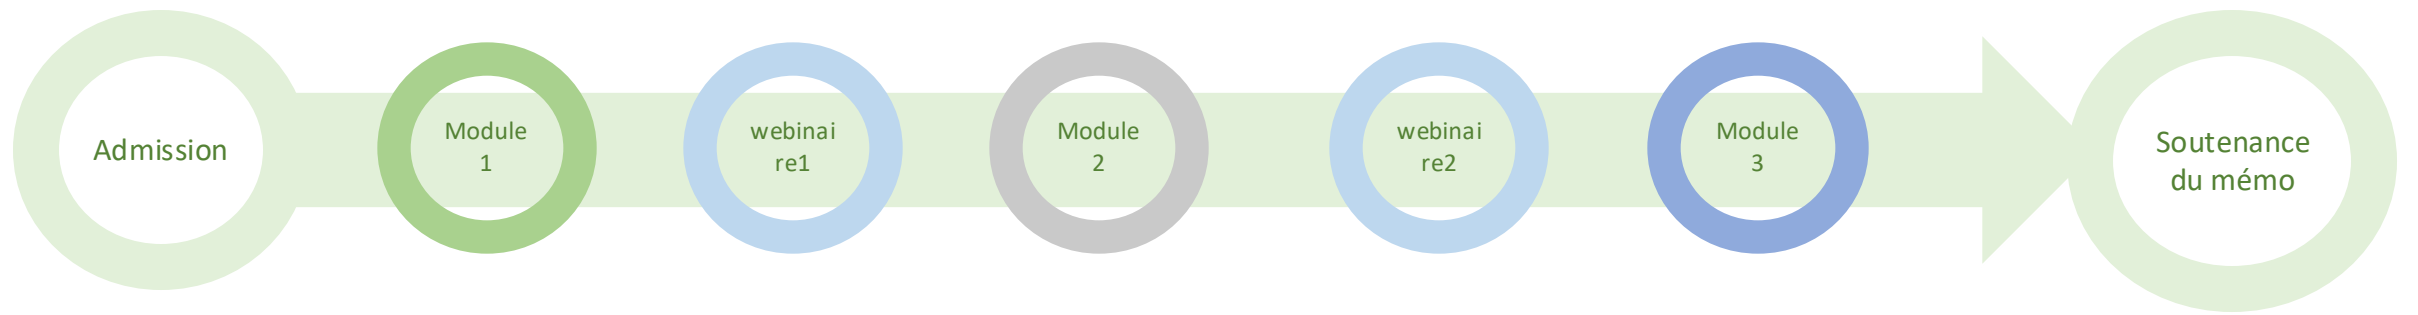 Admission
Module
1
webinai
re1
Module
2
webinai
re2
Module
3
Soutenance
du mémo